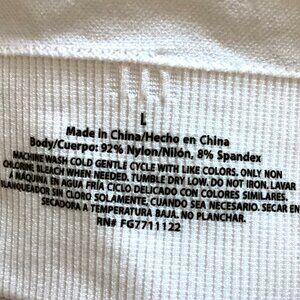 L
Made in China/Hecho en China
Body/Cuerpo: 92% Nylon/Nilón, 8% Spandex
MACHINE WASH COLD GENTLE CYCLE WITH LIKE COLORS. ONLY NON
CHLORINE BLEACH WHEN NEEDED. TUMBLE DRY LOW. DO NOT IRON. LAVAR
A MÁQUINA EN AGUA FRÍA CICLO DELICADO CON COLORES SIMILARES.
BLANQUEADOR SIN CLORO SOLAMENTE, CUANDO SEA NECESARIO. SECAR EN
SECADORA A TEMPERATURA BAJA. NO PLANCHAR.
RN# FG7711122